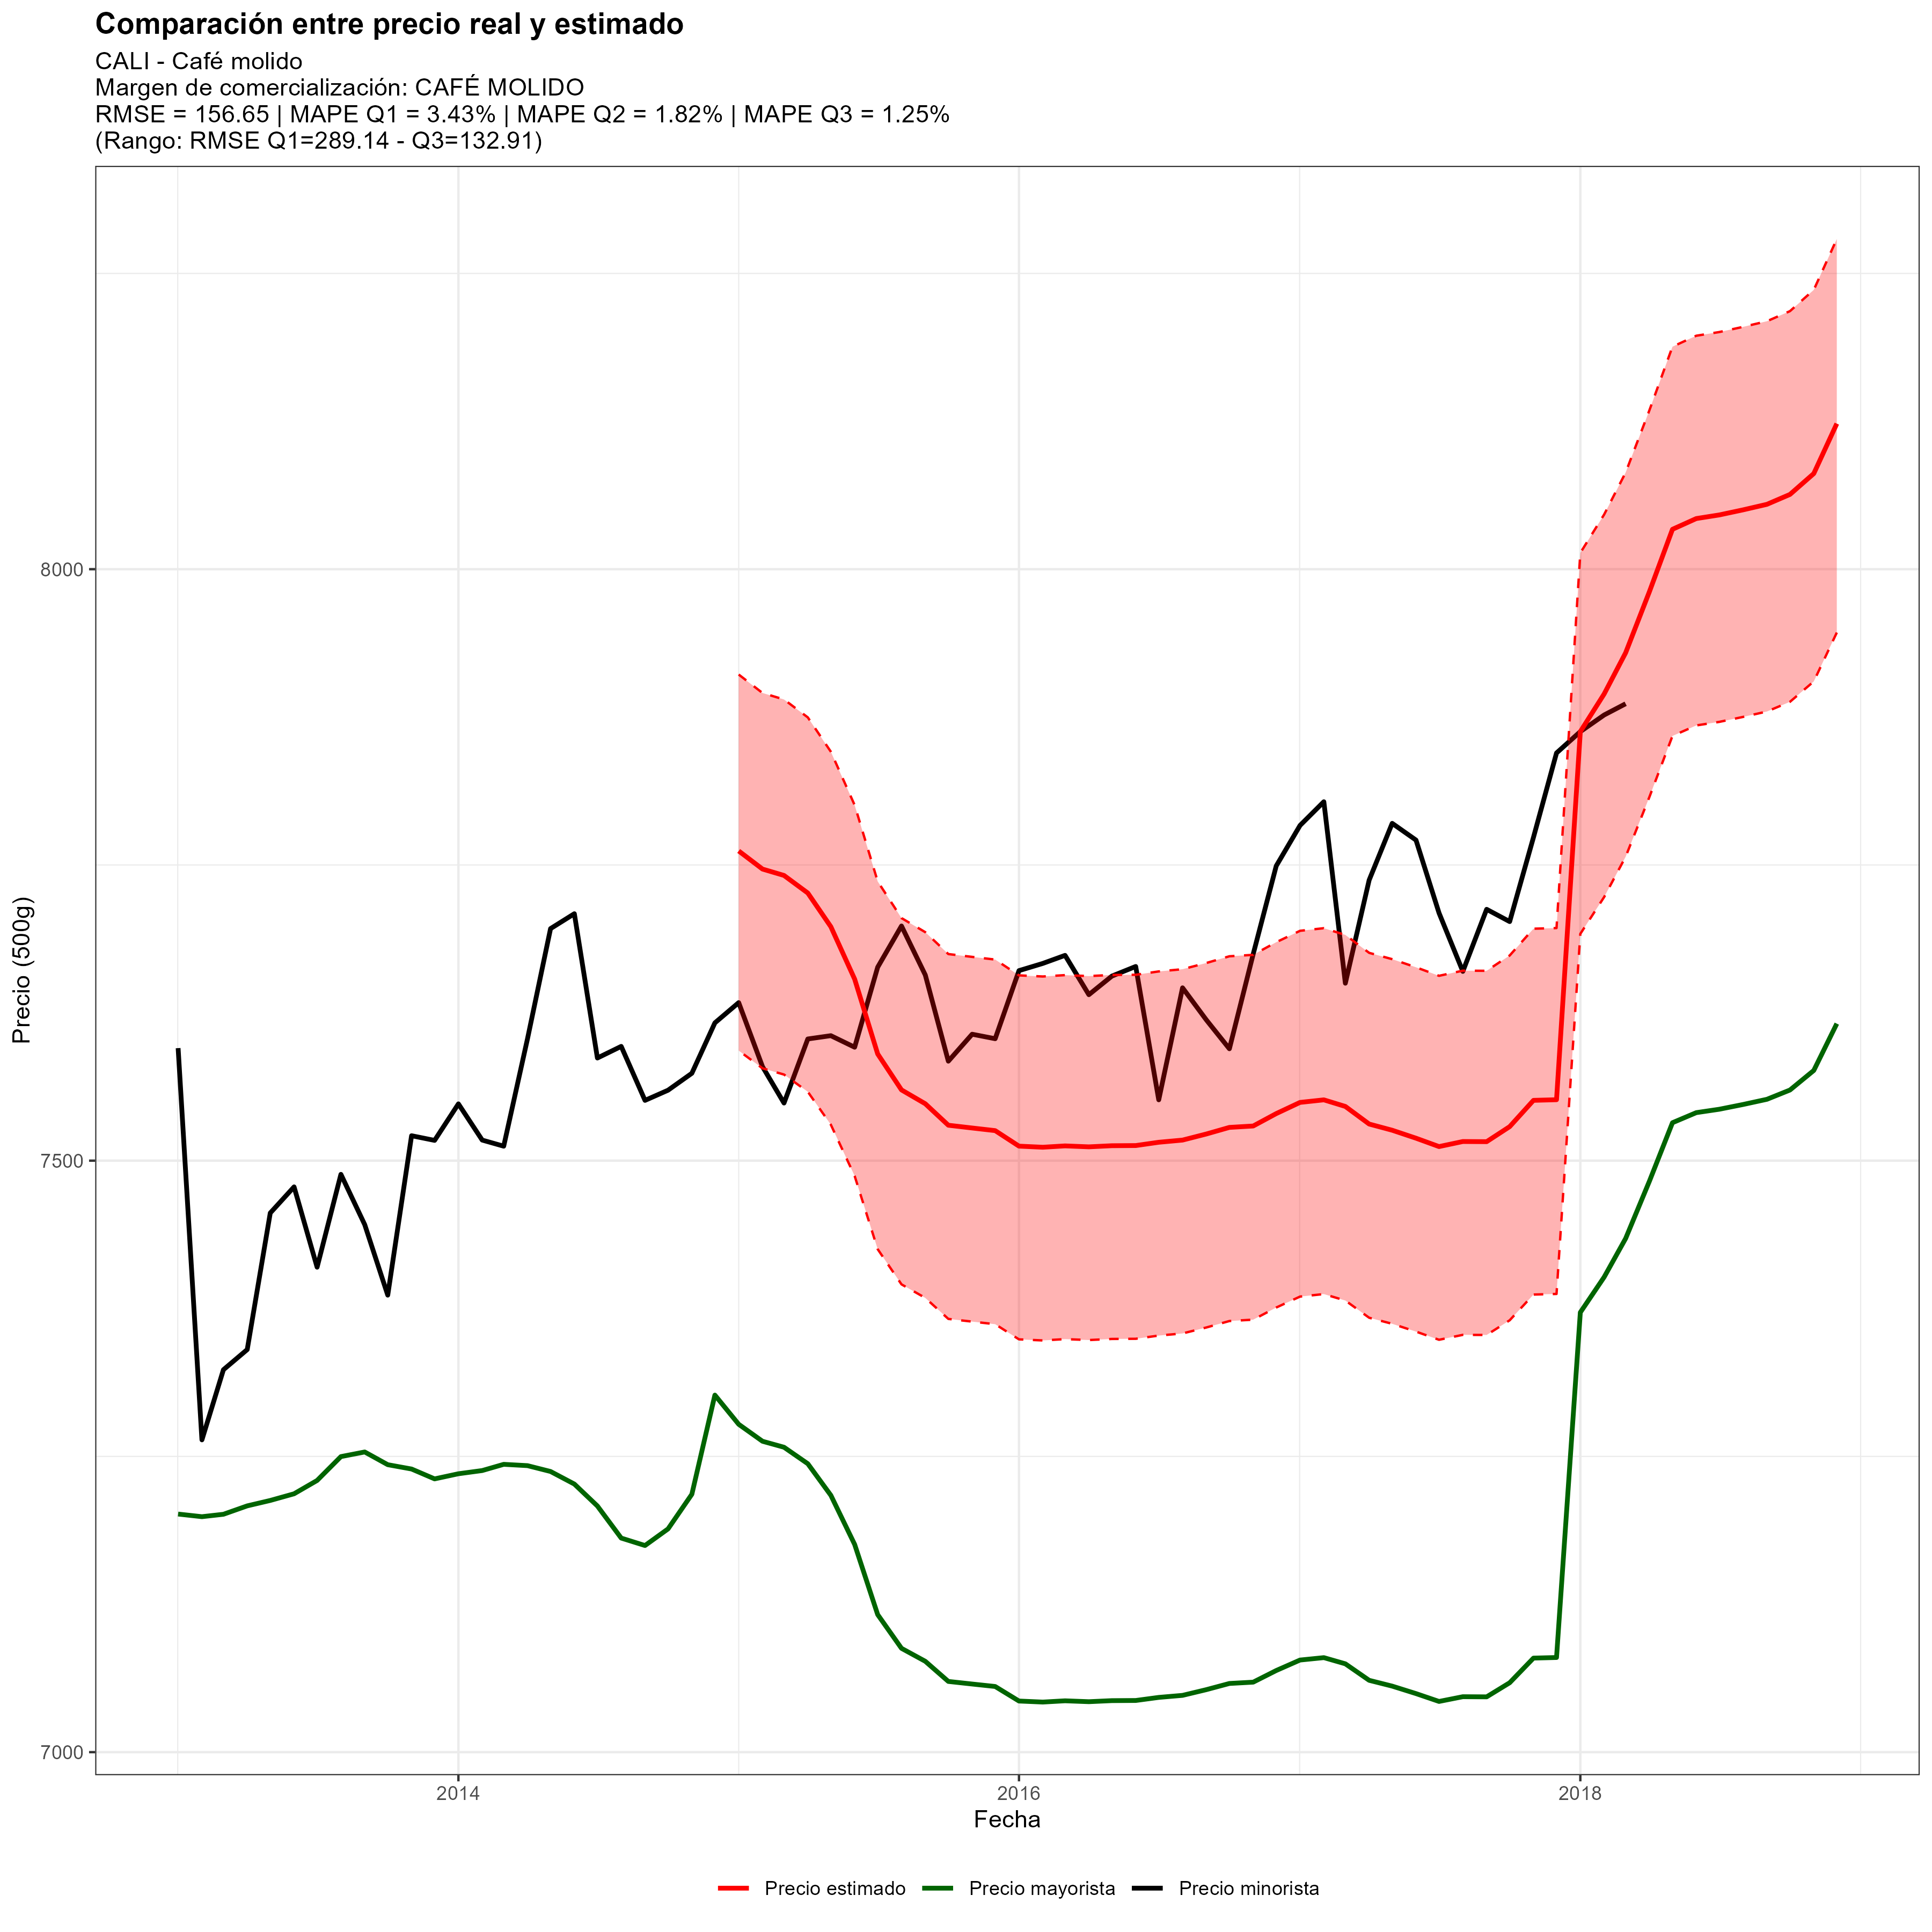 Comparación entre precio real y estimado
CALI - Café molido
Margen de comercialización: CAFÉ MOLIDO
RMSE = 156.65 | MAPE Q1 = 3.43% | MAPE Q2 = 1.82% | MAPE Q3 = 1.25%
(Rango: RMSE Q1=289.14 - Q3=132.91)
Precio (500g)
8000
7500
7000
2014
2016
2018
Fecha
Precio estimado
Precio mayorista
Precio minorista